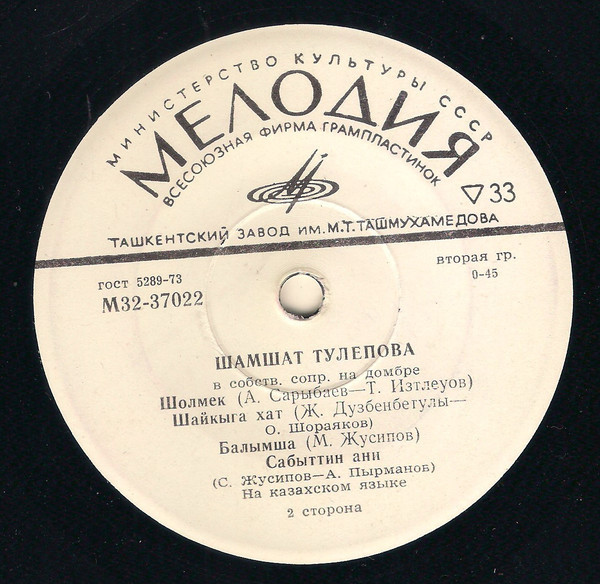 МИНИСТЕРСТВО КУЛЬТУРЫ СССР
МЕЛОДИЯ
ВСЕСОЮЗНАЯ ФИРМА ГРАМПЛАСТИНОК
33
ТАШКЕНТСКИЙ ЗАВОД ИМ. М.Т. ТАШМУХАМЕДОВА
гост 5289-73
М32-37022
вторая гр.
0-45
ШАМШАТ ТУЛЕПОВА
в собств. сопр. на домбре
Шолмек (А. Сарыбаев—Т. Изтлеуов)
Шайкыга хат (Ж. Дузбенбетулы—
О. Шораяков)
Балымша (М. Жусипов)
Сабыттин ани
(С. Жусипов—А. Пырманов)
На казахском языке
2 сторона